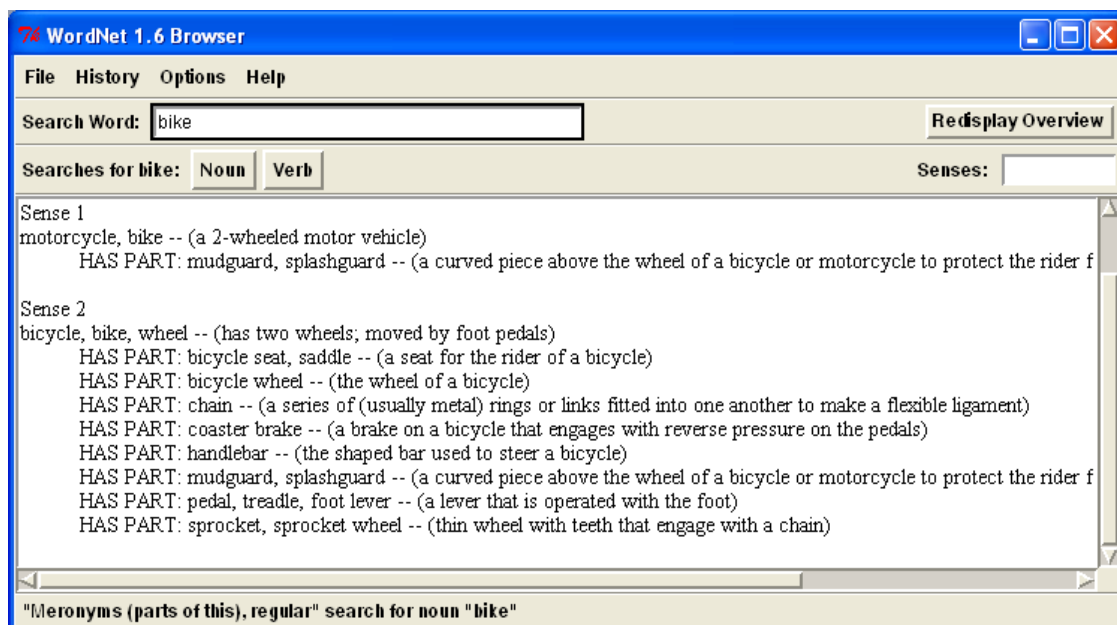 WordNet 1.6 Browser
File History Options Help
Search Word: bike Redisplay Overview
Searches for bike: Noun Verb Senses:
Sense 1
motorcycle, bike -- (a 2-wheeled motor vehicle)
HAS PART: mudguard, splashguard -- (a curved piece above the wheel of a bicycle or motorcycle to protect the rider f
Sense 2
bicycle, bike, wheel -- (has two wheels; moved by foot pedals)
HAS PART: bicycle seat, saddle -- (a seat for the rider of a bicycle)
HAS PART: bicycle wheel -- (the wheel of a bicycle)
HAS PART: chain -- (a series of (usually metal) rings or links fitted into one another to make a flexible ligament)
HAS PART: coaster brake -- (a brake on a bicycle that engages with reverse pressure on the pedals)
HAS PART: handlebar -- (the shaped bar used to steer a bicycle)
HAS PART: mudguard, splashguard -- (a curved piece above the wheel of a bicycle or motorcycle to protect the rider f
HAS PART: pedal, treadle, foot lever -- (a lever that is operated with the foot)
HAS PART: sprocket, sprocket wheel -- (thin wheel with teeth that engage with a chain)
"Meronyms (parts of this), regular" search for noun "bike"